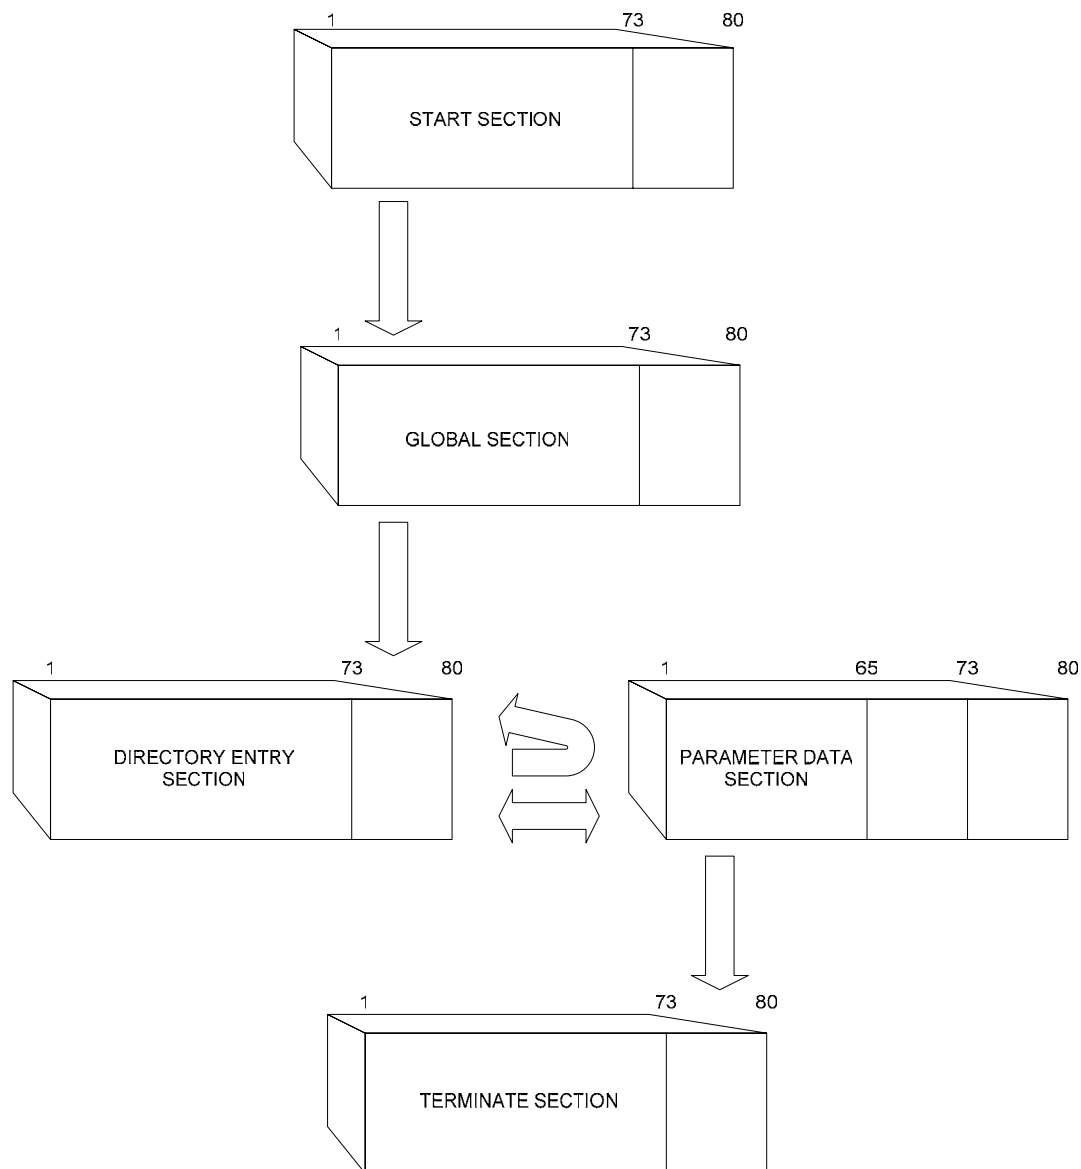 1 73 80
START SECTION
1 73 80
GLOBAL SECTION
1 73 80
DIRECTORY ENTRY
SECTION
1 65 73 80
PARAMETER DATA
SECTION
1 73 80
TERMINATE SECTION